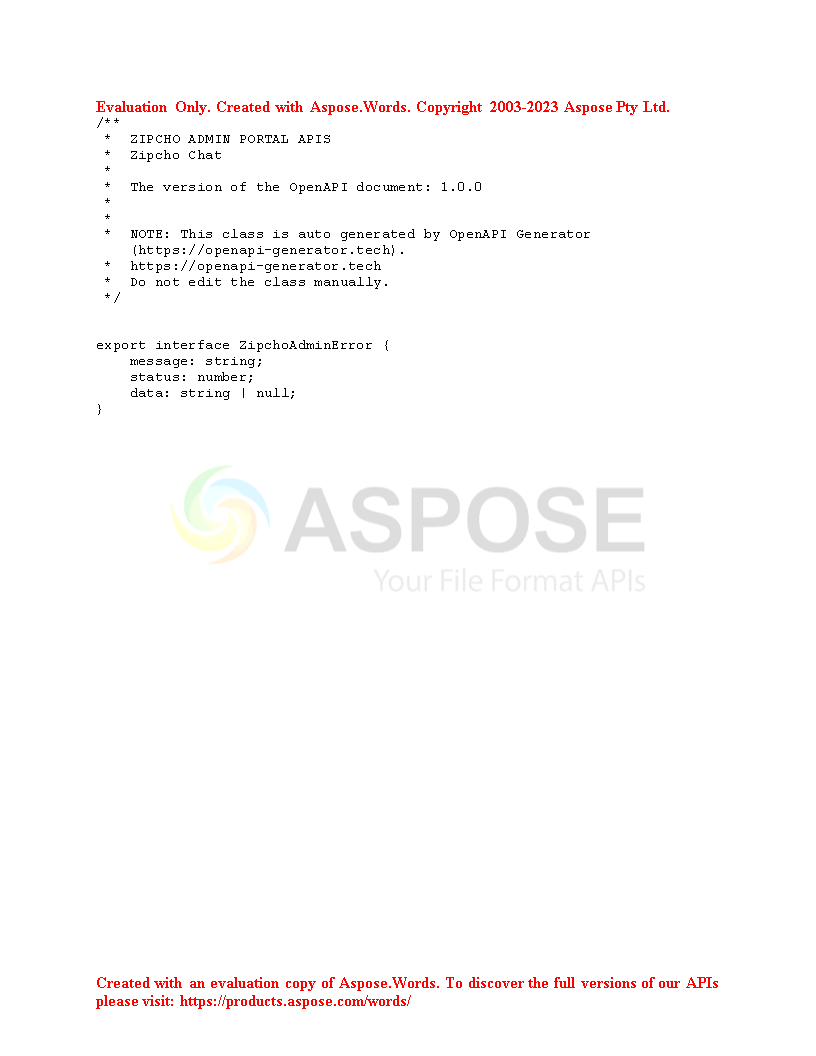 Evaluation Only. Created with Aspose.Words. Copyright 2003-2023 Aspose Pty Ltd.
/**
 * ZIPCHO ADMIN PORTAL APIS
 * Zipcho Chat
 *
 * The version of the OpenAPI document: 1.0.0
 *
 *
 * NOTE: This class is auto generated by OpenAPI Generator
(https://openapi-generator.tech).
 * https://openapi-generator.tech
 * Do not edit the class manually.
 */
export interface ZipchoAdminError {
    message: string;
    status: number;
    data: string | null;
}
ASPOSE
Your File Format APIs
Created with an evaluation copy of Aspose.Words. To discover the full versions of our APIs
please visit: https://products.aspose.com/words/